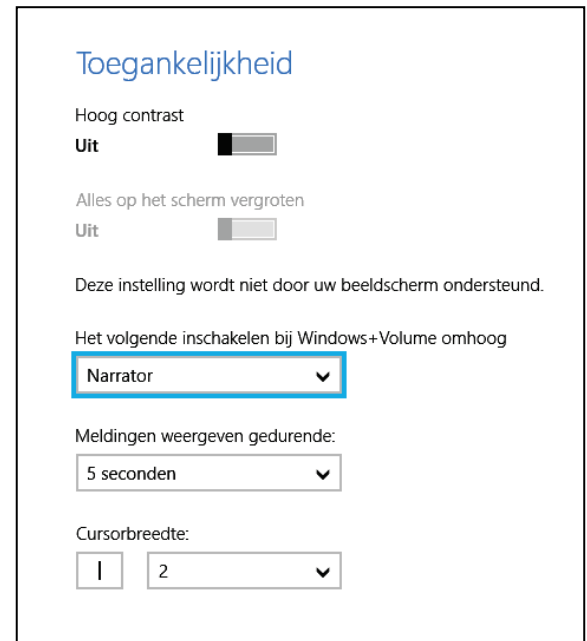 Toegankelijkheid
Hoog contrast
Uit
Alles op het scherm vergroten
Uit
Deze instelling wordt niet door uw beeldscherm ondersteund.
Het volgende inschakelen bij Windows+Volume omhoog
Narrator
Meldingen weergeven gedurende:
5 seconden
Cursorbreedte:
2